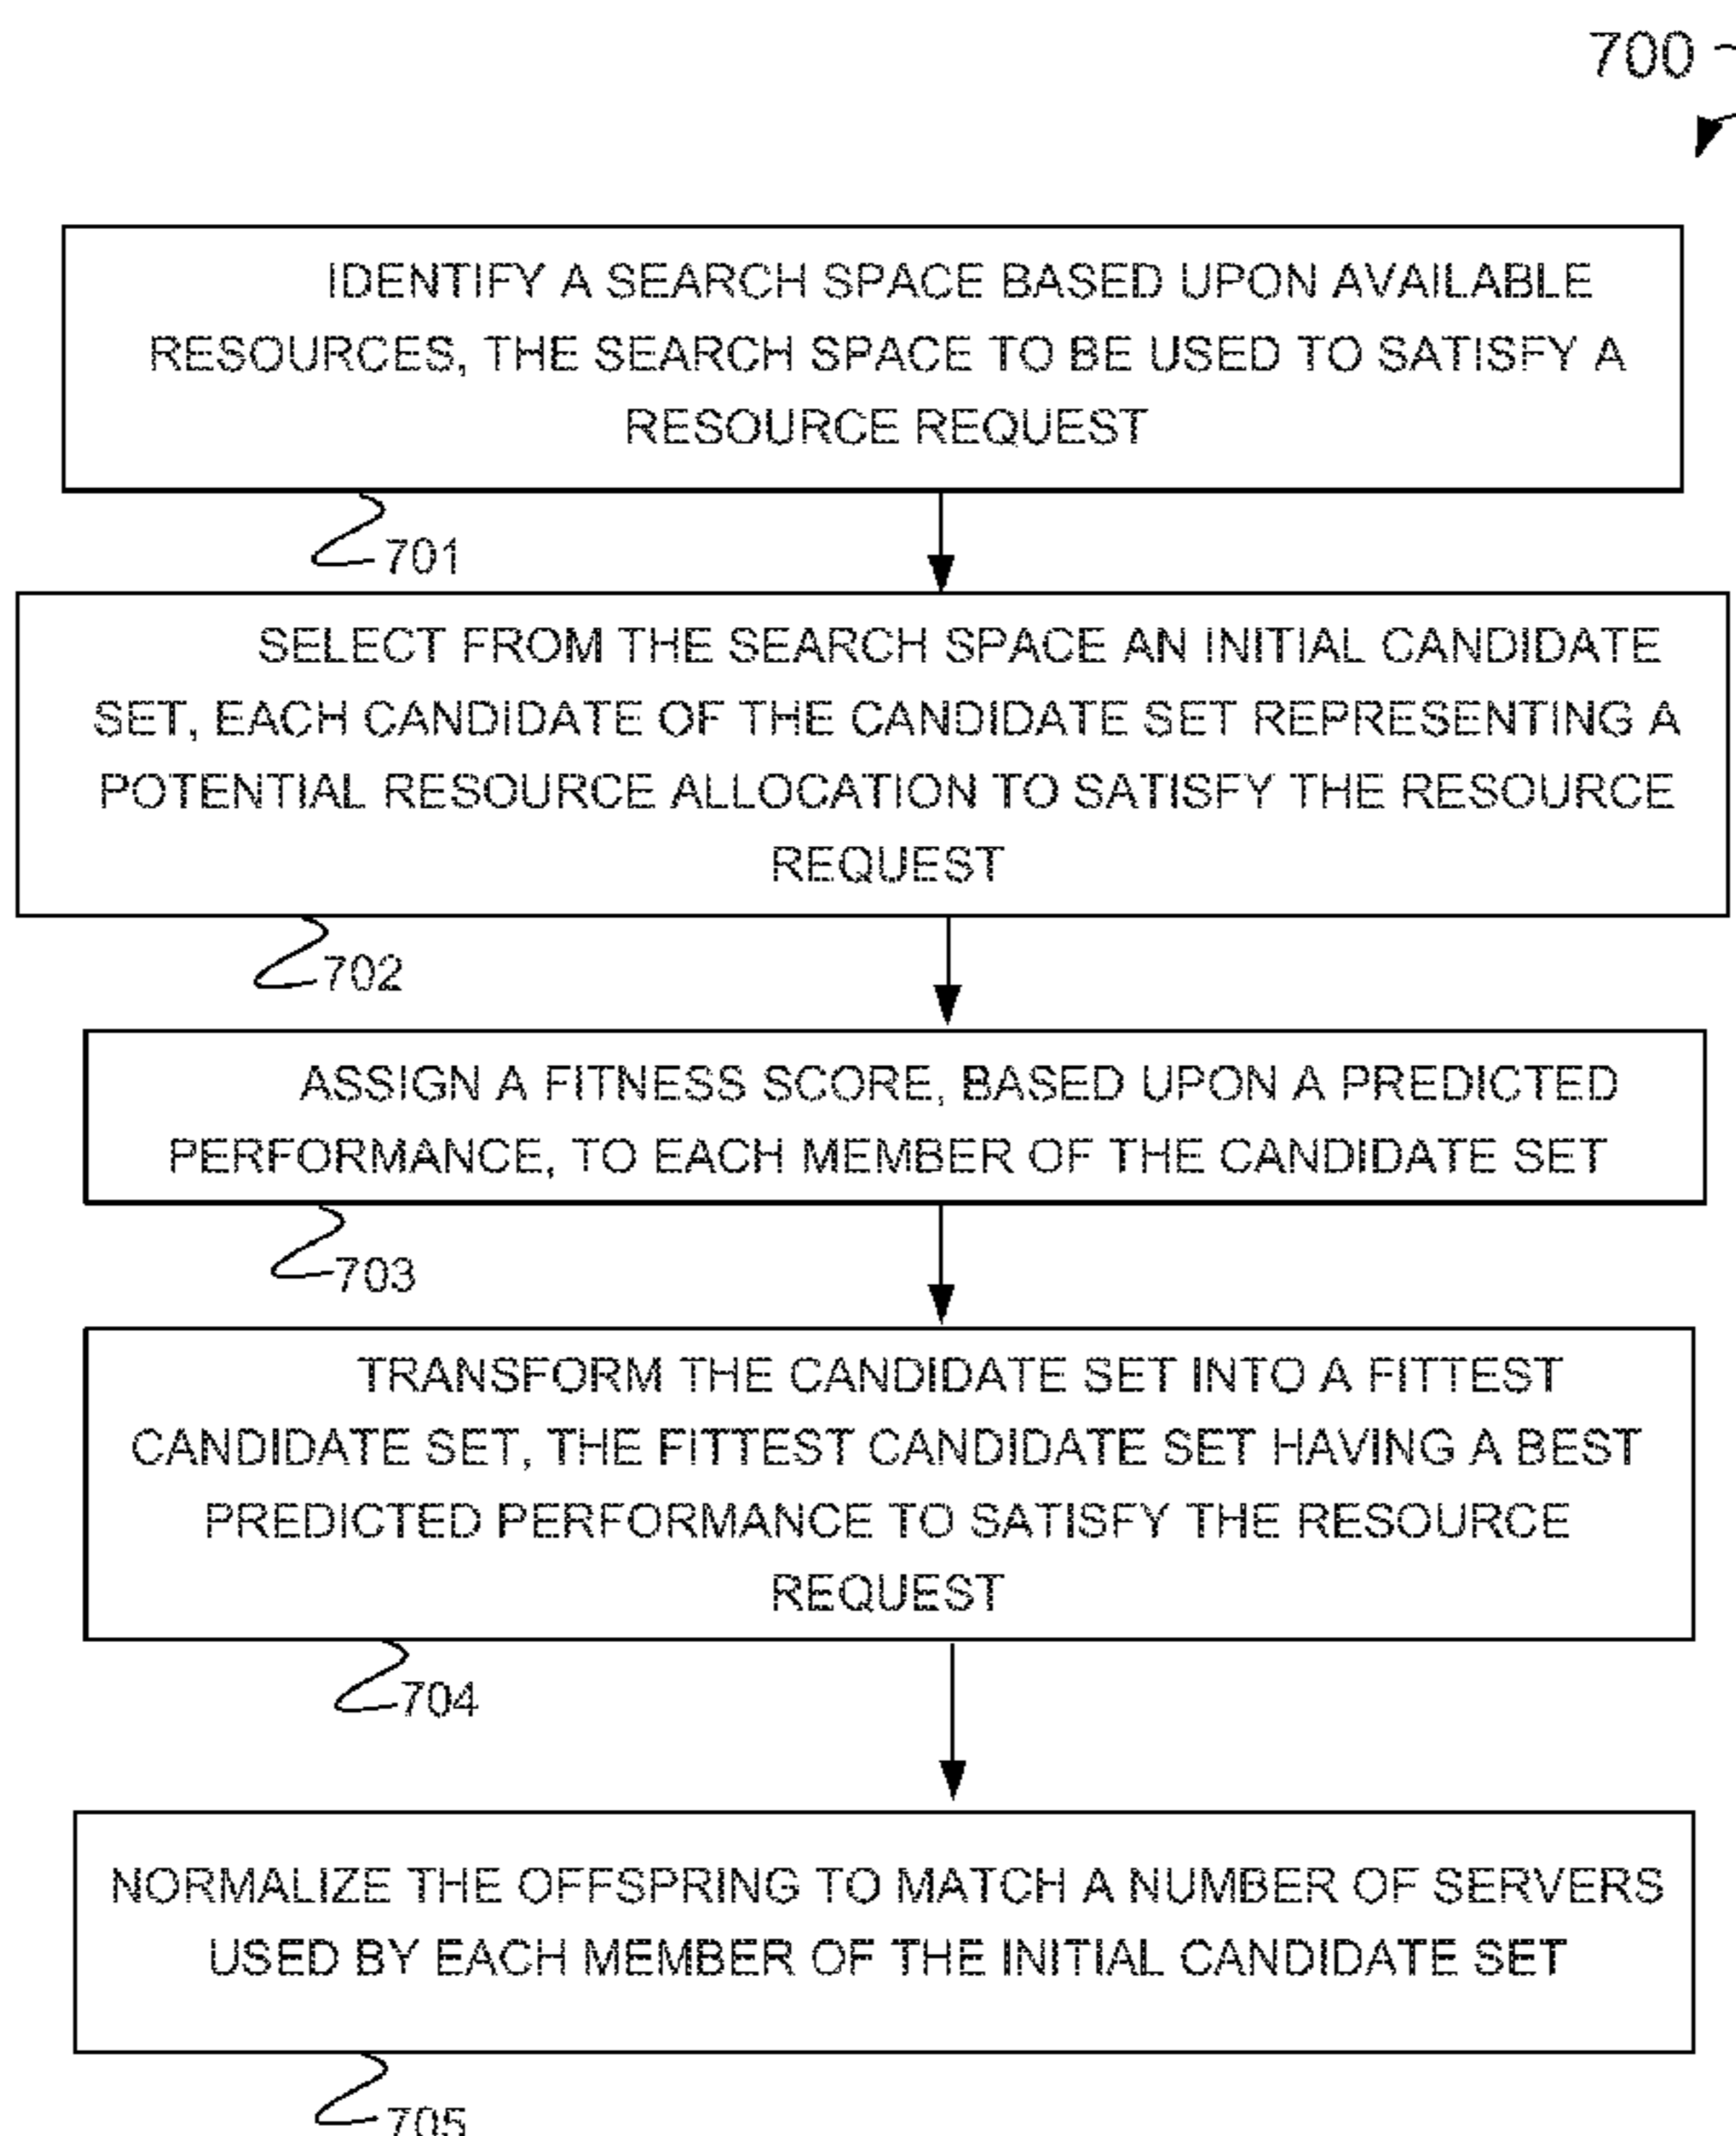 700
IDENTIFY A SEARCH SPACE BASED UPON AVAILABLE
RESOURCES, THE SEARCH SPACE TO BE USED TO SATISFY A
RESOURCE REQUEST
701
SELECT FROM THE SEARCH SPACE AN INITIAL CANDIDATE
SET, EACH CANDIDATE OF THE CANDIDATE SET REPRESENTING A
POTENTIAL RESOURCE ALLOCATION TO SATISFY THE RESOURCE
REQUEST
702
ASSIGN A FITNESS SCORE, BASED UPON A PREDICTED
PERFORMANCE, TO EACH MEMBER OF THE CANDIDATE SET
703
TRANSFORM THE CANDIDATE SET INTO A FITTEST
CANDIDATE SET, THE FITTEST CANDIDATE SET HAVING A BEST
PREDICTED PERFORMANCE TO SATISFY THE RESOURCE
REQUEST
704
NORMALIZE THE OFFSPRING TO MATCH A NUMBER OF SERVERS
USED BY EACH MEMBER OF THE INITIAL CANDIDATE SET
705